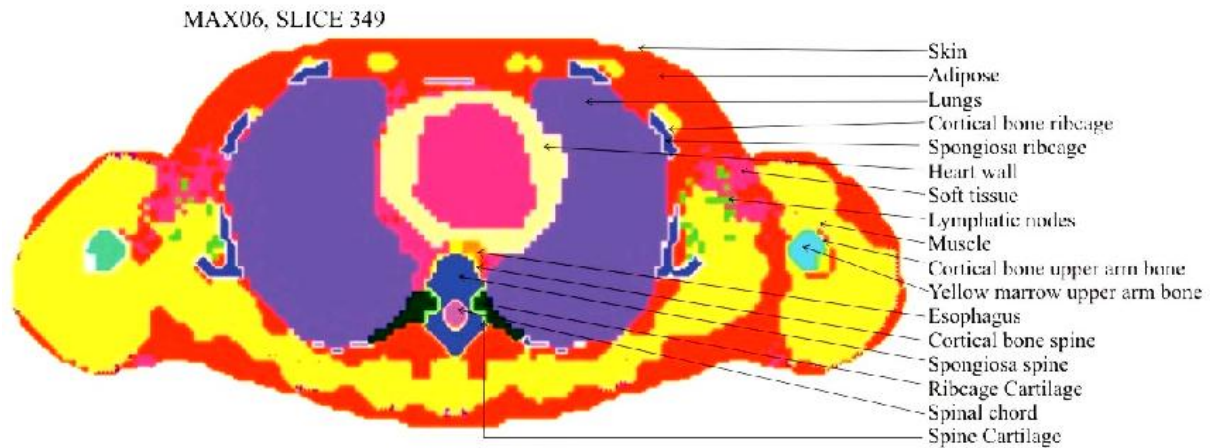 MAX06, SLICE 349
Skin
Adipose
Lungs
Cortical bone ribcage
Spongiosa ribcage
Heart wall
Soft tissue
Lymphatic nodes
Muscle
Cortical bone upper arm bone
Yellow marrow upper arm bone
Esophagus
Cortical bone spine
Spongiosa spine
Ribcage Cartilage
Spinal chord
Spine Cartilage